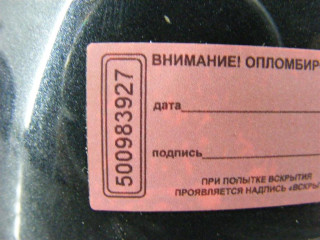 ВНИМАНИЕ! ОПЛОМБИР
500983927
дата
подпись
ПРИ ПОПЫТКЕ ВСКРЫТИЯ
ПРОЯВЛЯЕТСЯ НАДПИСЬ «ВСКРЫ